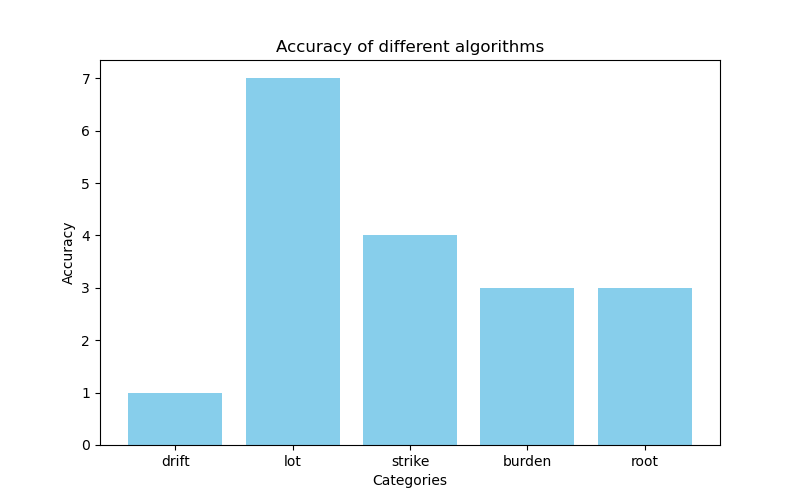 Accuracy of different algorithms
Accuracy
7
6
5
4
3
2
1
0
drift lot strike burden root
Categories